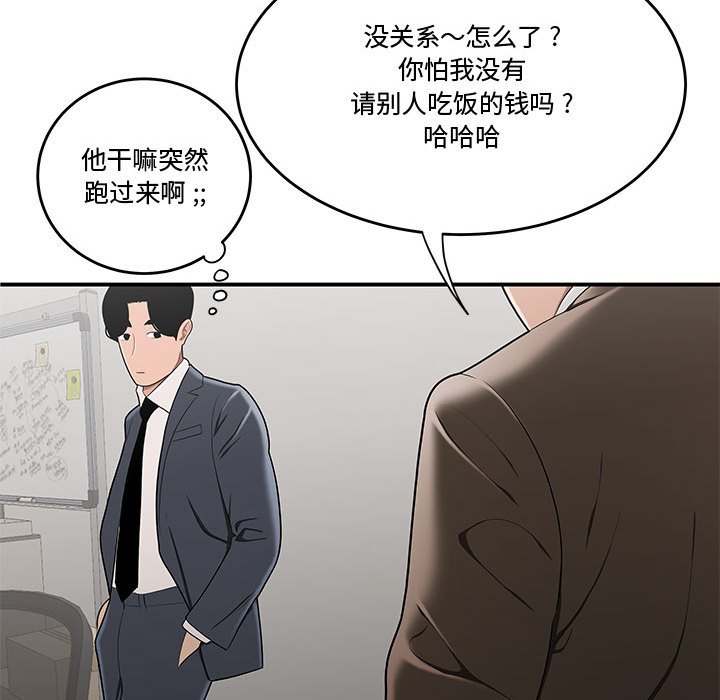 没关系～怎么了？
你怕我没有
请别人吃饭的钱吗？
哈哈哈
他干嘛突然
跑过来啊 ;;